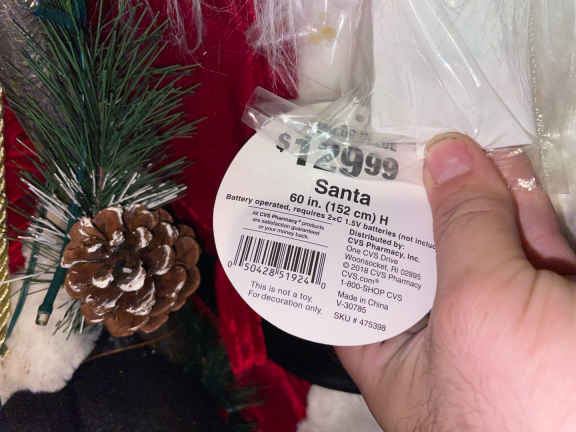 $129.99
Santa
60 in. (152 cm) H
Battery operated, requires 2×C 1.5V batteries (not
All CVS Pharmacy® products
are satisfaction guaranteed
or your money back.
0 50428 51924 0
This is not a toy.
For decoration only.
Distributed by:
CVS Pharmacy, Inc.
One CVS Drive
Woonsocket, RI 02895
© 2018 CVS Pharmacy
CVS.com®
1-800-SHOP CVS
Made in China
V-30785
SKU # 475398